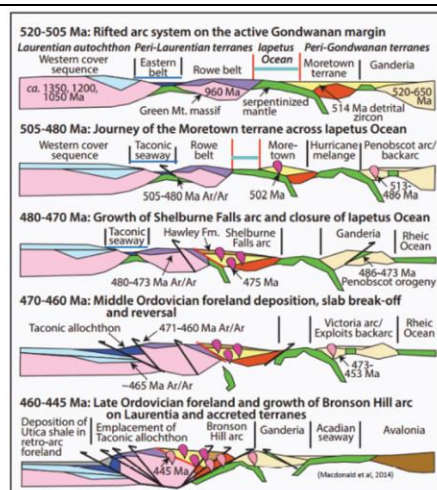 520-505 Ma: Rifted arc system on the active Gondwanan margin
Laurentian autochthon Peri-Laurentian terranes Iapetus Ocean Peri-Gondwanan terranes
Western cover sequence
Eastern belt
Rowe belt
Moretown terrane
Ganderia
ca. 1350, 1200, 1050 Ma
960 Ma
520-650 Ma
Green Mt. massif
serpentinized mantle
514 Ma detrital zircon
505-480 Ma: Journey of the Moretown terrane across Iapetus Ocean
Western cover sequence
Taconic seaway
Rowe belt
More-town
Hurricane melange
Penobscot arc/ backarc
505-480 Ma Ar/Ar
502 Ma
513-486 Ma
480-470 Ma: Growth of Shelburne Falls arc and closure of Iapetus Ocean
Taconic seaway
Hawley Fm.
Shelburne Falls arc
Ganderia
Rheic Ocean
480-473 Ma Ar/Ar
475 Ma
486-473 Ma Penobscot orogeny
470-460 Ma: Middle Ordovician foreland deposition, slab break-off and reversal
Taconic allochthon
471-460 Ma Ar/Ar
Victoria arc/ Exploits backarc
Rheic Ocean
~465 Ma Ar/Ar
473-453 Ma
460-445 Ma: Late Ordovician foreland and growth of Bronson Hill arc on Laurentia and accreted terranes
Deposition of Utica shale in retro-arc foreland
Emplacement of Taconic allochthon
Bronson Hill arc
Ganderia
Acadian seaway
Avalonia
445 Ma
(Macdonald et al, 2014)